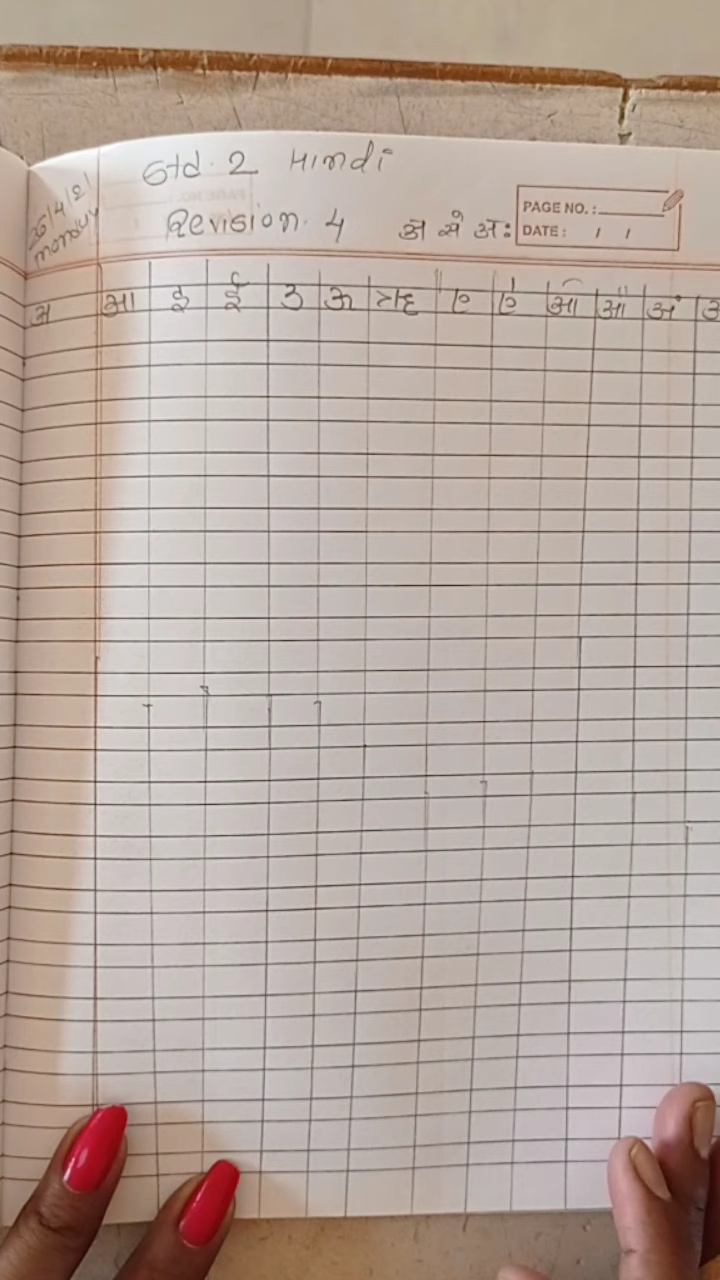 26/4/21
monday
Std. 2 Hindi
Revision. 4 अ से अः
PAGE NO.:
DATE: / /
अ आ इ ई उ ऊ ऋ ए ऐ ओ औ अं